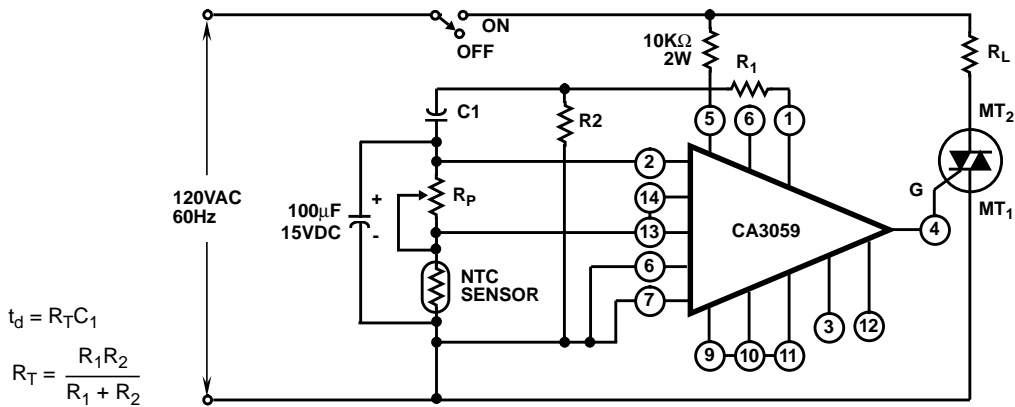 ON
OFF
10KΩ
2W
R1
RL
C1
R2
5
6
1
MT2
120VAC
60Hz
100μF
15VDC
+
-
RP
2
14
13
6
7
CA3059
G
4
MT1
NTC
SENSOR
3
12
9
10
11
td = RTC1
RT = R1R2
R1 + R2